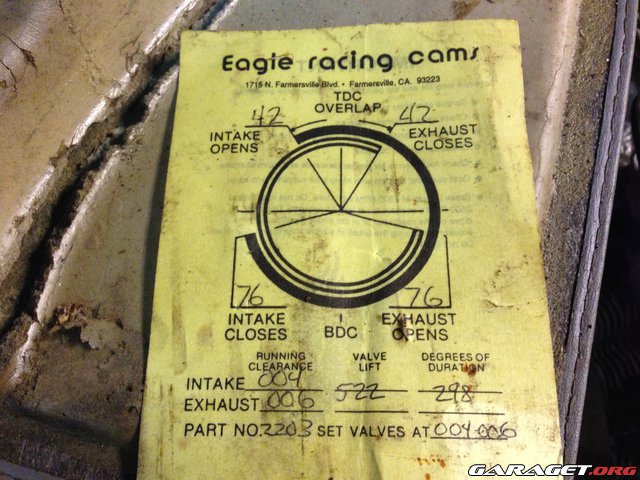 Eagle racing cams
1715 N. Farmersville Blvd. • Farmersville, CA. 93223
TDC
OVERLAP
42 42
INTAKE OPENS
EXHAUST CLOSES
76 76
INTAKE CLOSES
BDC
EXHAUST OPENS
RUNNING CLEARANCE
VALVE LIFT
DEGREES OF DURATION
INTAKE 004
EXHAUST 006 522 298
PART NO. 2203 SET VALVES AT 004-006
GARAGET.ORG